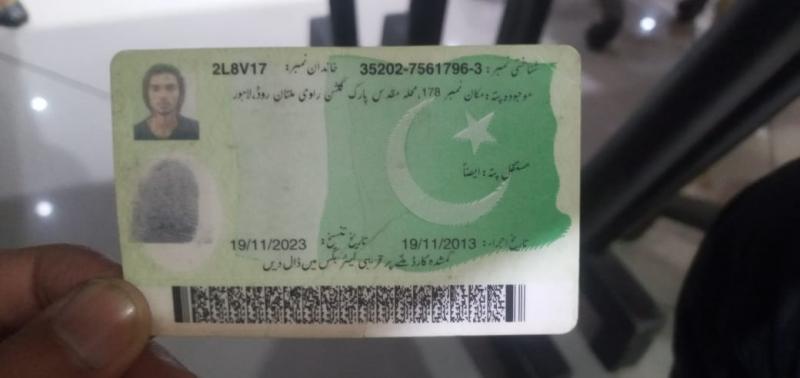 شناختی نمبر: 35202-7561796-3 خاندان نمبر: 2L8V17
موجودہ پتہ: مکان نمبر 178، محلہ مقدس پارک گلشن راوی ملتان روڈ، لاہور
مستقل پتہ: ایضاً
تاریخ اجراء: 19/11/2013 تاریخ تنسیخ: 19/11/2023
گمشدہ کارڈ ملنے پر قریبی لیٹر بکس میں ڈال دیں